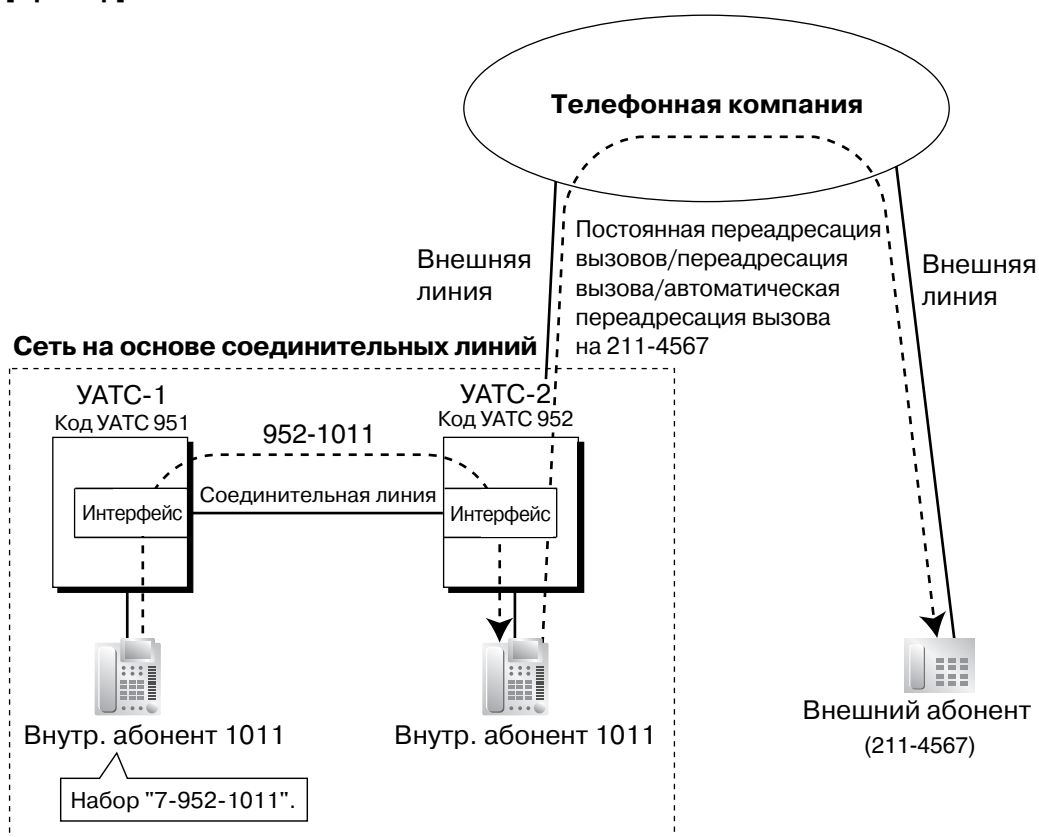 Телефонная компания
Постоянная переадресация
вызовов/переадресация
вызова/автоматическая
переадресация вызова
на 211-4567
Внешняя
линия
Внешняя
линия
Сеть на основе соединительных линий
УАТС-1
Код УАТС 951
УАТС-2
Код УАТС 952
952-1011
Соединительная линия
Интерфейс
Интерфейс
Внутр. абонент 1011
Внутр. абонент 1011
Внешний абонент
(211-4567)
Набор "7-952-1011".